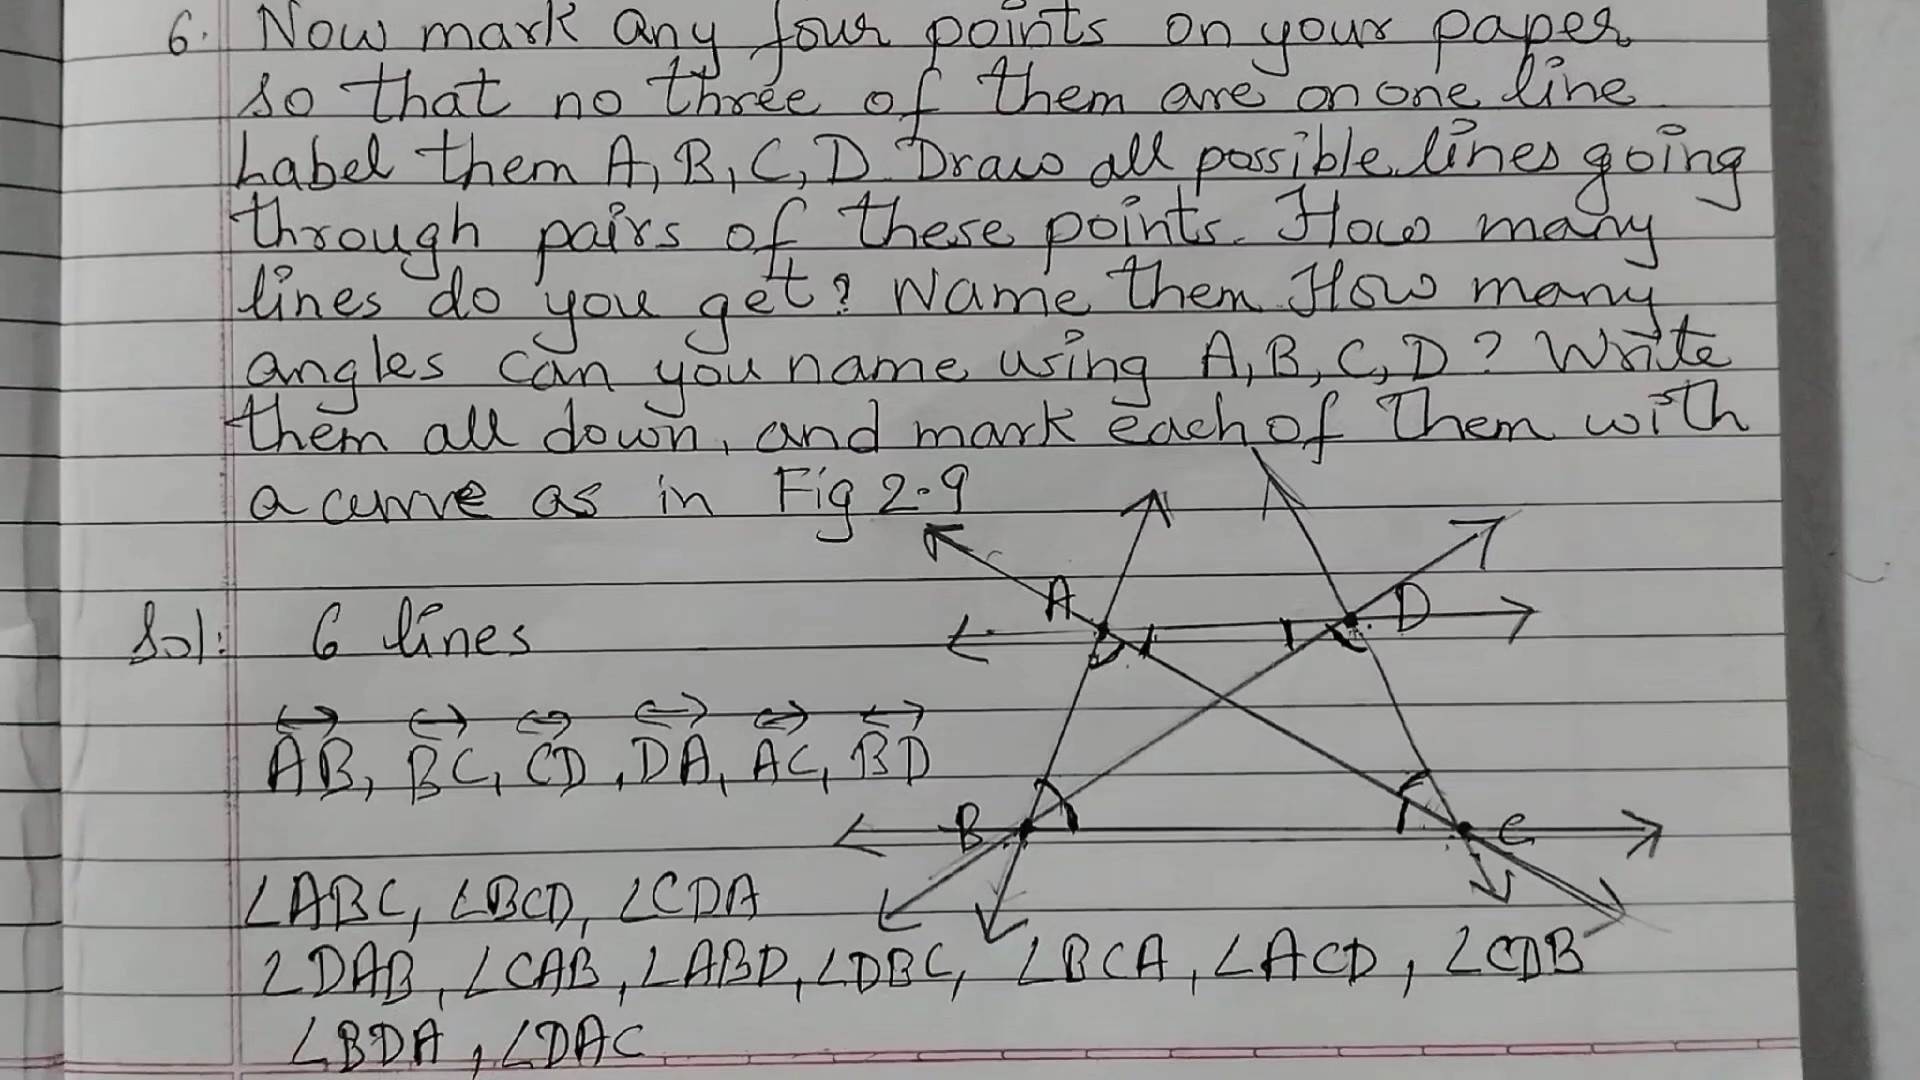 6. Now mark any four points on your paper
so that no three of them are on one line
Label them A, B, C, D. Draw all possible lines going
through pairs of these points. How many
lines do you get? Name them How many
angles can you name using A, B, C, D? Write
them all down, and mark each of them with
a curve as in Fig 2.9
A
D
Sol: 6 lines
AB, BC, CD, DA, AC, BD
B
C
∠ABC, ∠BCD, ∠CDA
∠DAB, ∠CAB, ∠ABD, ∠DBC, ∠BCA, ∠ACD, ∠CDB
∠BDA, ∠DAC